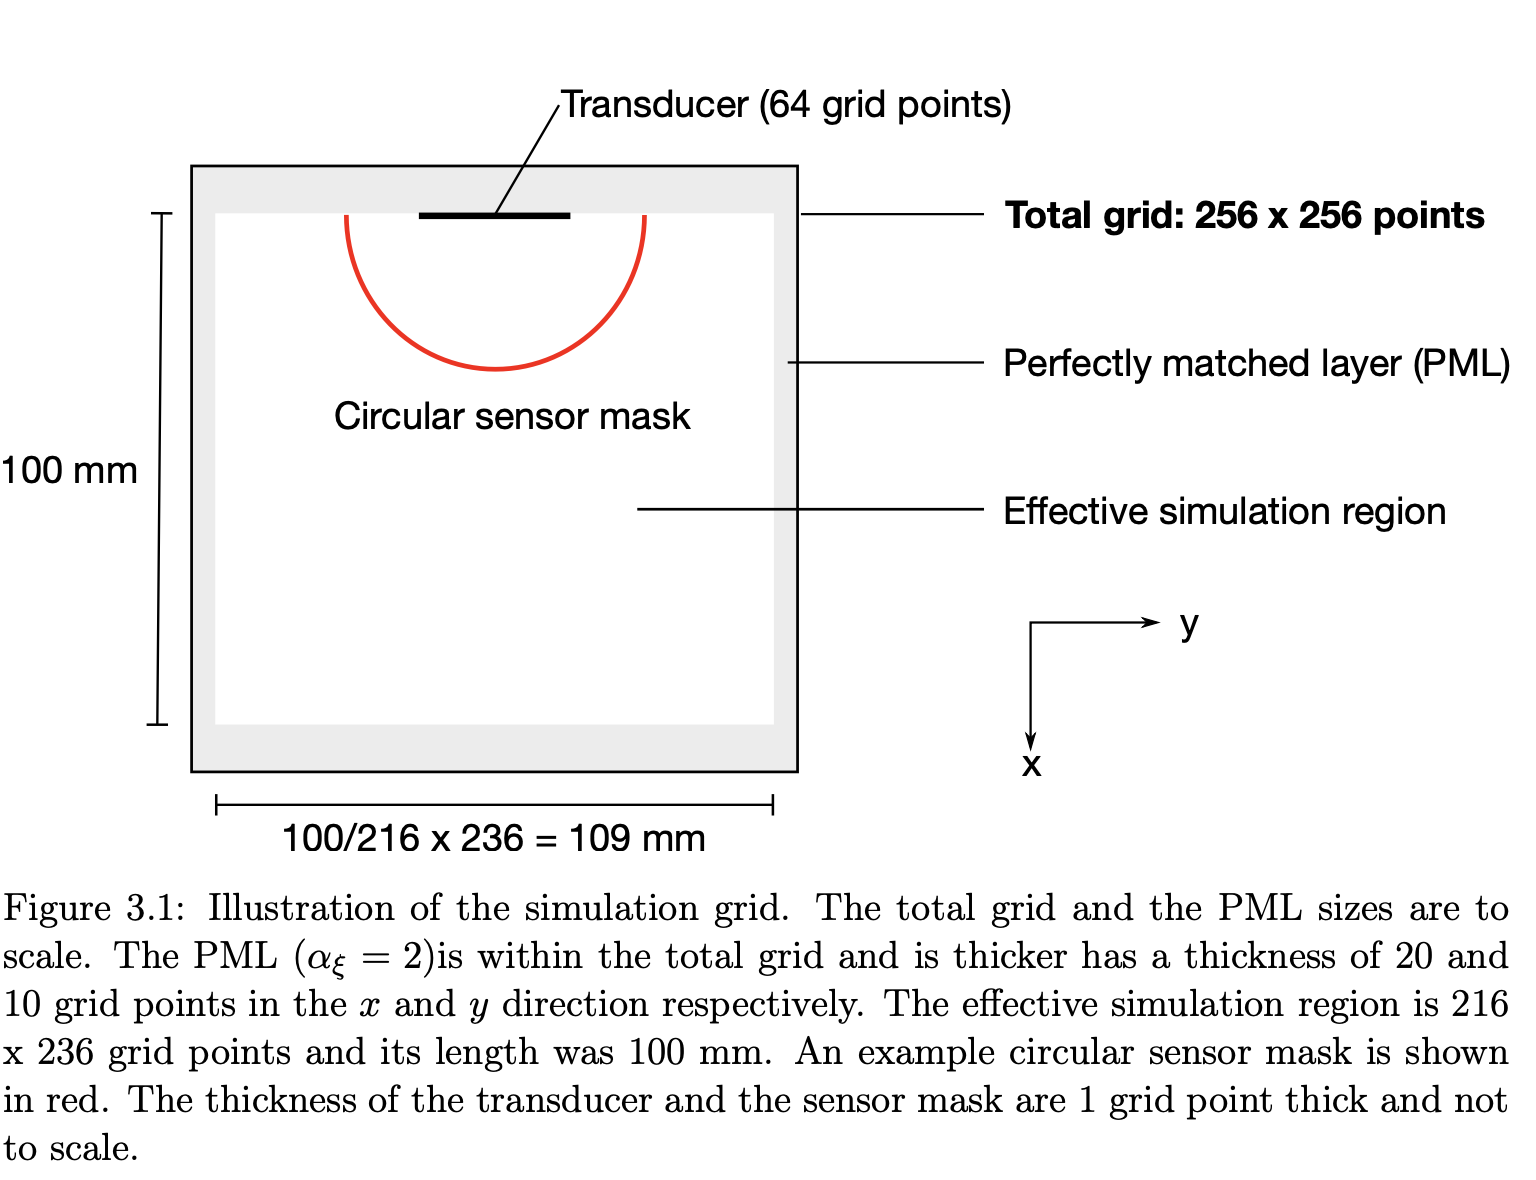 Transducer (64 grid points)
Total grid: 256 x 256 points
Perfectly matched layer (PML)
Circular sensor mask
100 mm
Effective simulation region
y
x
100/216 x 236 = 109 mm
Figure 3.1: Illustration of the simulation grid. The total grid and the PML sizes are to
scale. The PML (αξ = 2)is within the total grid and is thicker has a thickness of 20 and
10 grid points in the x and y direction respectively. The effective simulation region is 216
x 236 grid points and its length was 100 mm. An example circular sensor mask is shown
in red. The thickness of the transducer and the sensor mask are 1 grid point thick and not
to scale.